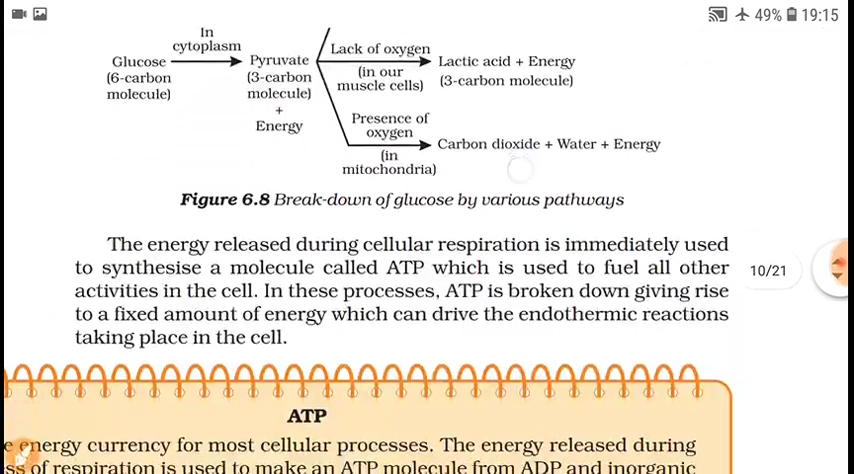 49% 19:15
In
cytoplasm
Glucose
(6-carbon
molecule)
Pyruvate
(3-carbon
molecule)
+
Energy
Lack of oxygen
(in our
muscle cells)
Lactic acid + Energy
(3-carbon molecule)
Presence of
oxygen
(in
mitochondria)
Carbon dioxide + Water + Energy
Figure 6.8 Break-down of glucose by various pathways
The energy released during cellular respiration is immediately used
to synthesise a molecule called ATP which is used to fuel all other
activities in the cell. In these processes, ATP is broken down giving rise
to a fixed amount of energy which can drive the endothermic reactions
taking place in the cell.
10/21
ATP
energy currency for most cellular processes. The energy released during
of respiration is used to make an ATP molecule from ADP and inorganic